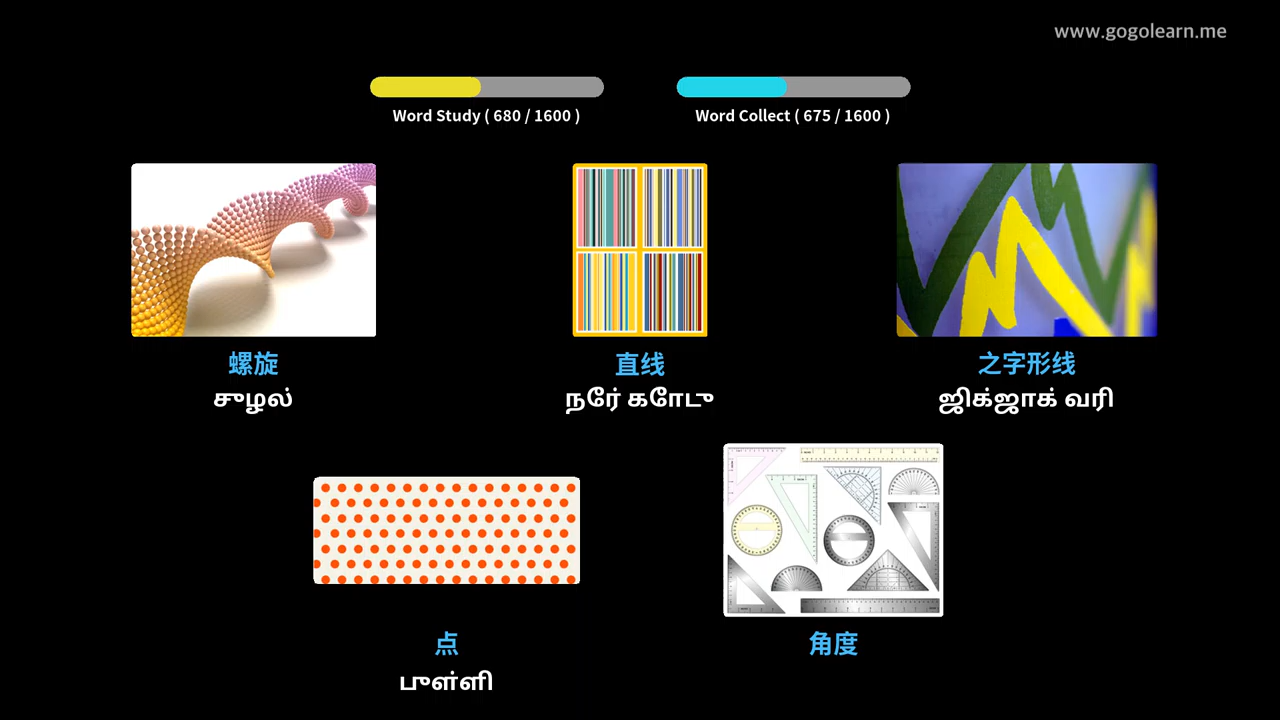 www.gogolearn.me
Word Study ( 680 / 1600 )
Word Collect ( 675 / 1600 )
螺旋
சுழல்
直线
நேர் கோடு
之字形线
ஜிக்ஜாக் வரி
点
புள்ளி
角度